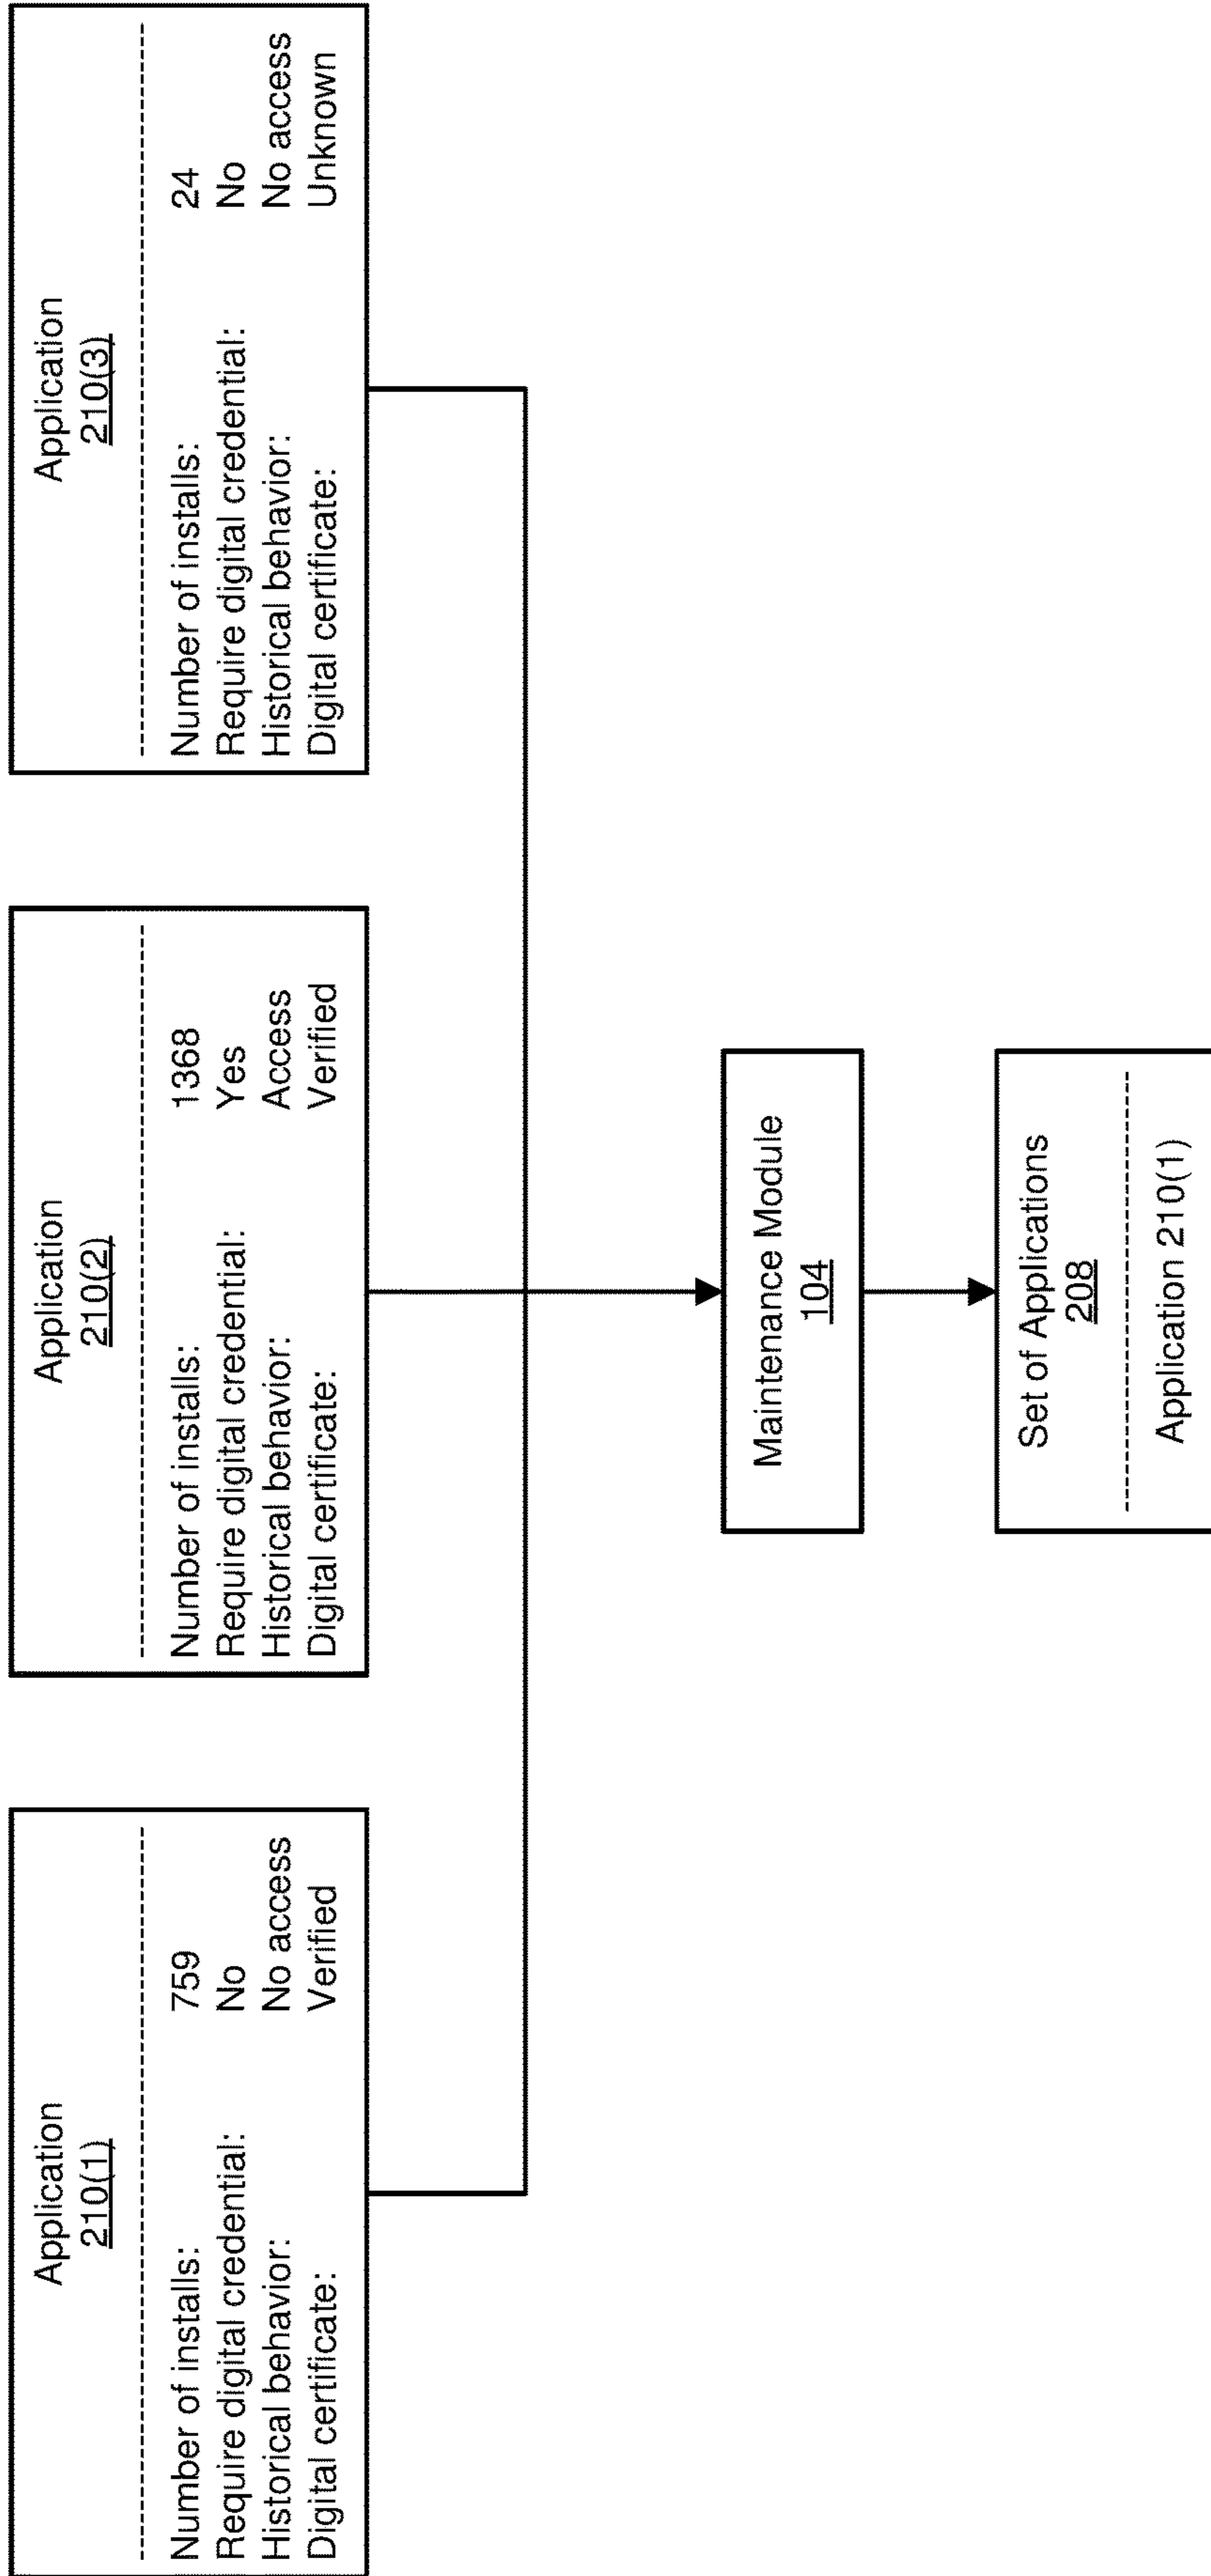 Application
210(1)
Number of installs: 759
Require digital credential: No
Historical behavior: No access
Digital certificate: Verified
Application
210(2)
Number of installs: 1368
Require digital credential: Yes
Historical behavior: Access
Digital certificate: Verified
Application
210(3)
Number of installs: 24
Require digital credential: No
Historical behavior: No access
Digital certificate: Unknown
Maintenance Module
104
Set of Applications
208
Application 210(1)